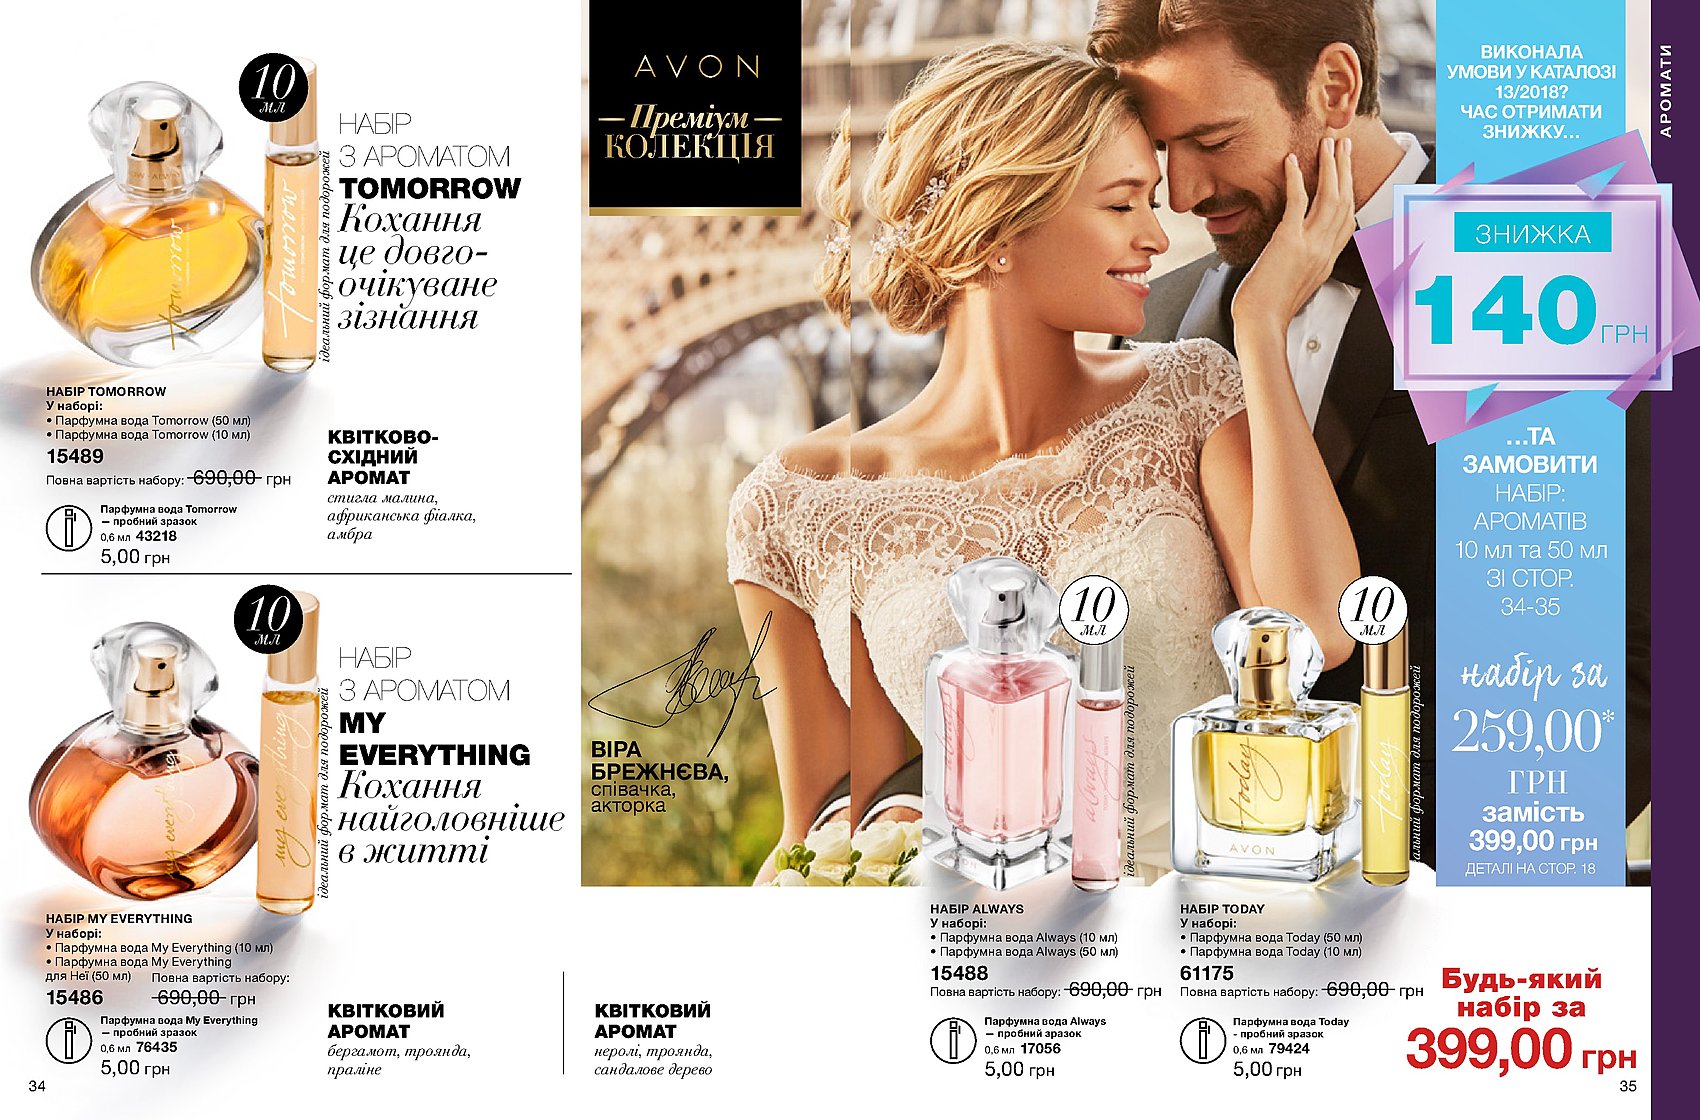 10
МЛ
НАБІР
З АРОМАТОМ
TOMORROW
Кохання
це довго-
очікуване
зізнання
ідеальний формат для подорожей
tomorrow
tomorrow
НАБІР TOMORROW
У наборі:
• Парфумна вода Tomorrow (50 мл)
• Парфумна вода Tomorrow (10 мл)
15489
Повна вартість набору: 690,00 грн
Парфумна вода Tomorrow
— пробний зразок
0,6 мл 43218
5,00 грн
КВІТКОВО-
СХІДНИЙ
АРОМАТ
стигла малина,
африканська фіалка,
амбра
10
МЛ
НАБІР
З АРОМАТОМ
MY
EVERYTHING
Кохання
найголовніше
в житті
ідеальний формат для подорожей
my everything
my everything
НАБІР MY EVERYTHING
У наборі:
• Парфумна вода My Everything (10 мл)
• Парфумна вода My Everything
для Неї (50 мл) Повна вартість набору:
15486 690,00 грн
Парфумна вода My Everything
— пробний зразок
0,6 мл 76435
5,00 грн
КВІТКОВИЙ
АРОМАТ
бергамот, троянда,
праліне
34
AVON
Преміум
КОЛЕКЦІЯ
ВІРА
БРЕЖНЄВА,
співачка,
акторка
КВІТКОВИЙ
АРОМАТ
неролі, троянда,
сандалове дерево
10
МЛ
always
ідеальний формат для подорожей
НАБІР ALWAYS
У наборі:
• Парфумна вода Always (10 мл)
• Парфумна вода Always (50 мл)
15488
Повна вартість набору: 690,00 грн
Парфумна вода Always
— пробний зразок
0,6 мл 17056
5,00 грн
10
МЛ
today
today
AVON
НАБІР TODAY
У наборі:
• Парфумна вода Today (50 мл)
• Парфумна вода Today (10 мл)
61175
Повна вартість набору: 690,00 грн
Парфумна вода Today
- пробний зразок
0,6 мл 79424
5,00 грн
ВИКОНАЛА
УМОВИ У КАТАЛОЗІ
13/2018?
ЧАС ОТРИМАТИ
ЗНИЖКУ...
ЗНИЖКА
140 ГРН
...ТА
ЗАМОВИТИ
НАБІР:
АРОМАТІВ
10 мл та 50 мл
ЗІ СТОР.
34-35
набір за
259,00*
ГРН
замість
399,00 грн
ДЕТАЛІ НА СТОР. 18
Будь-який
набір за
399,00 грн
АРОМАТИ
35